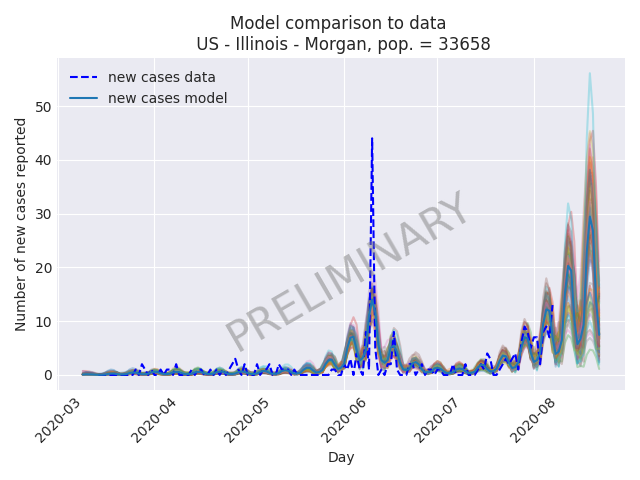 Model comparison to data
US - Illinois - Morgan, pop. = 33658
new cases data
new cases model
PRELIMINARY
Number of new cases reported
50
40
30
20
10
0
2020-03
2020-04
2020-05
2020-06
2020-07
2020-08
Day